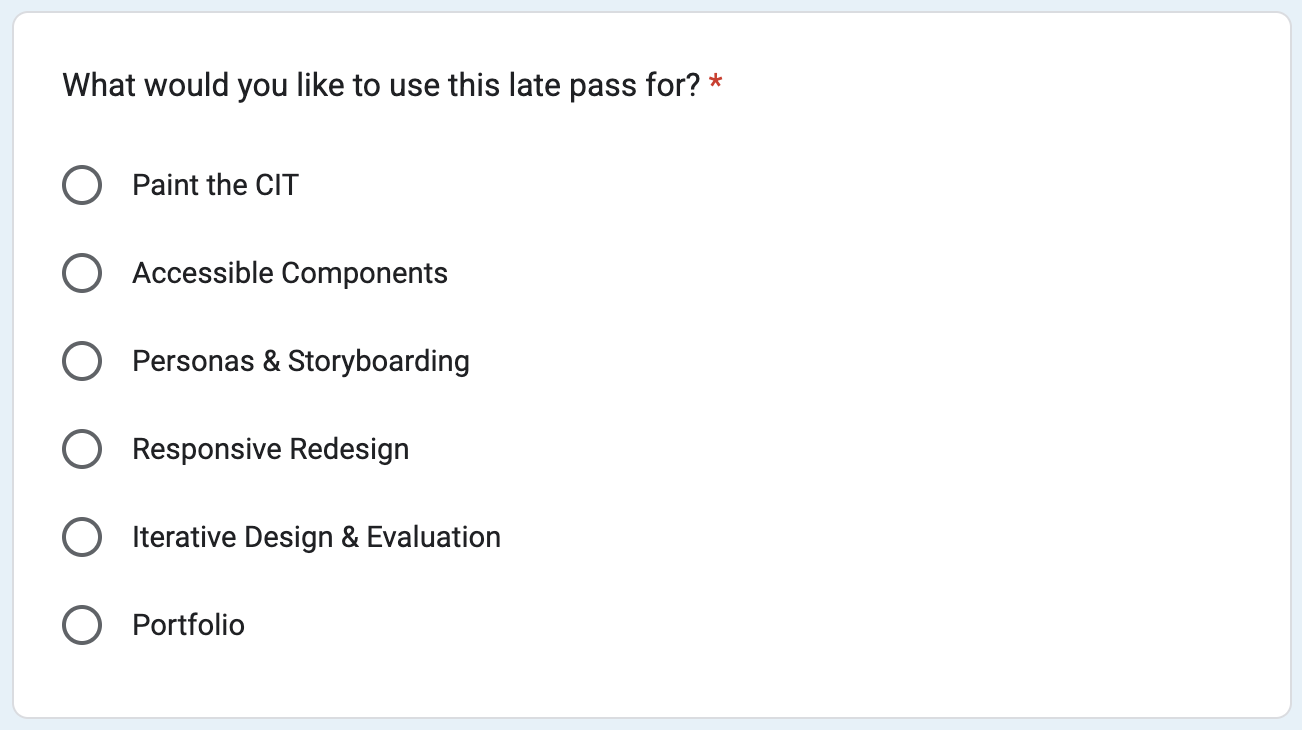 What would you like to use this late pass for? *
Paint the CIT
Accessible Components
Personas & Storyboarding
Responsive Redesign
Iterative Design & Evaluation
Portfolio